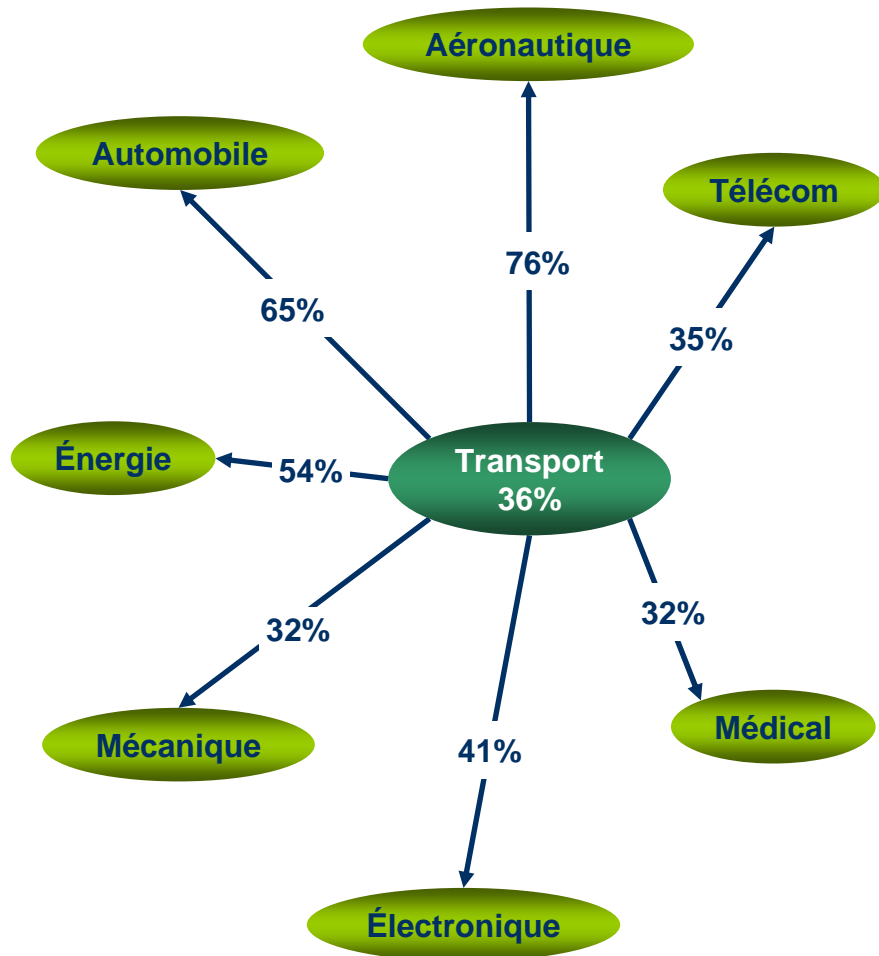 Aéronautique
Automobile
Télécom
76%
65%
35%
Énergie
54%
Transport
36%
32%
32%
Mécanique
Médical
41%
Électronique